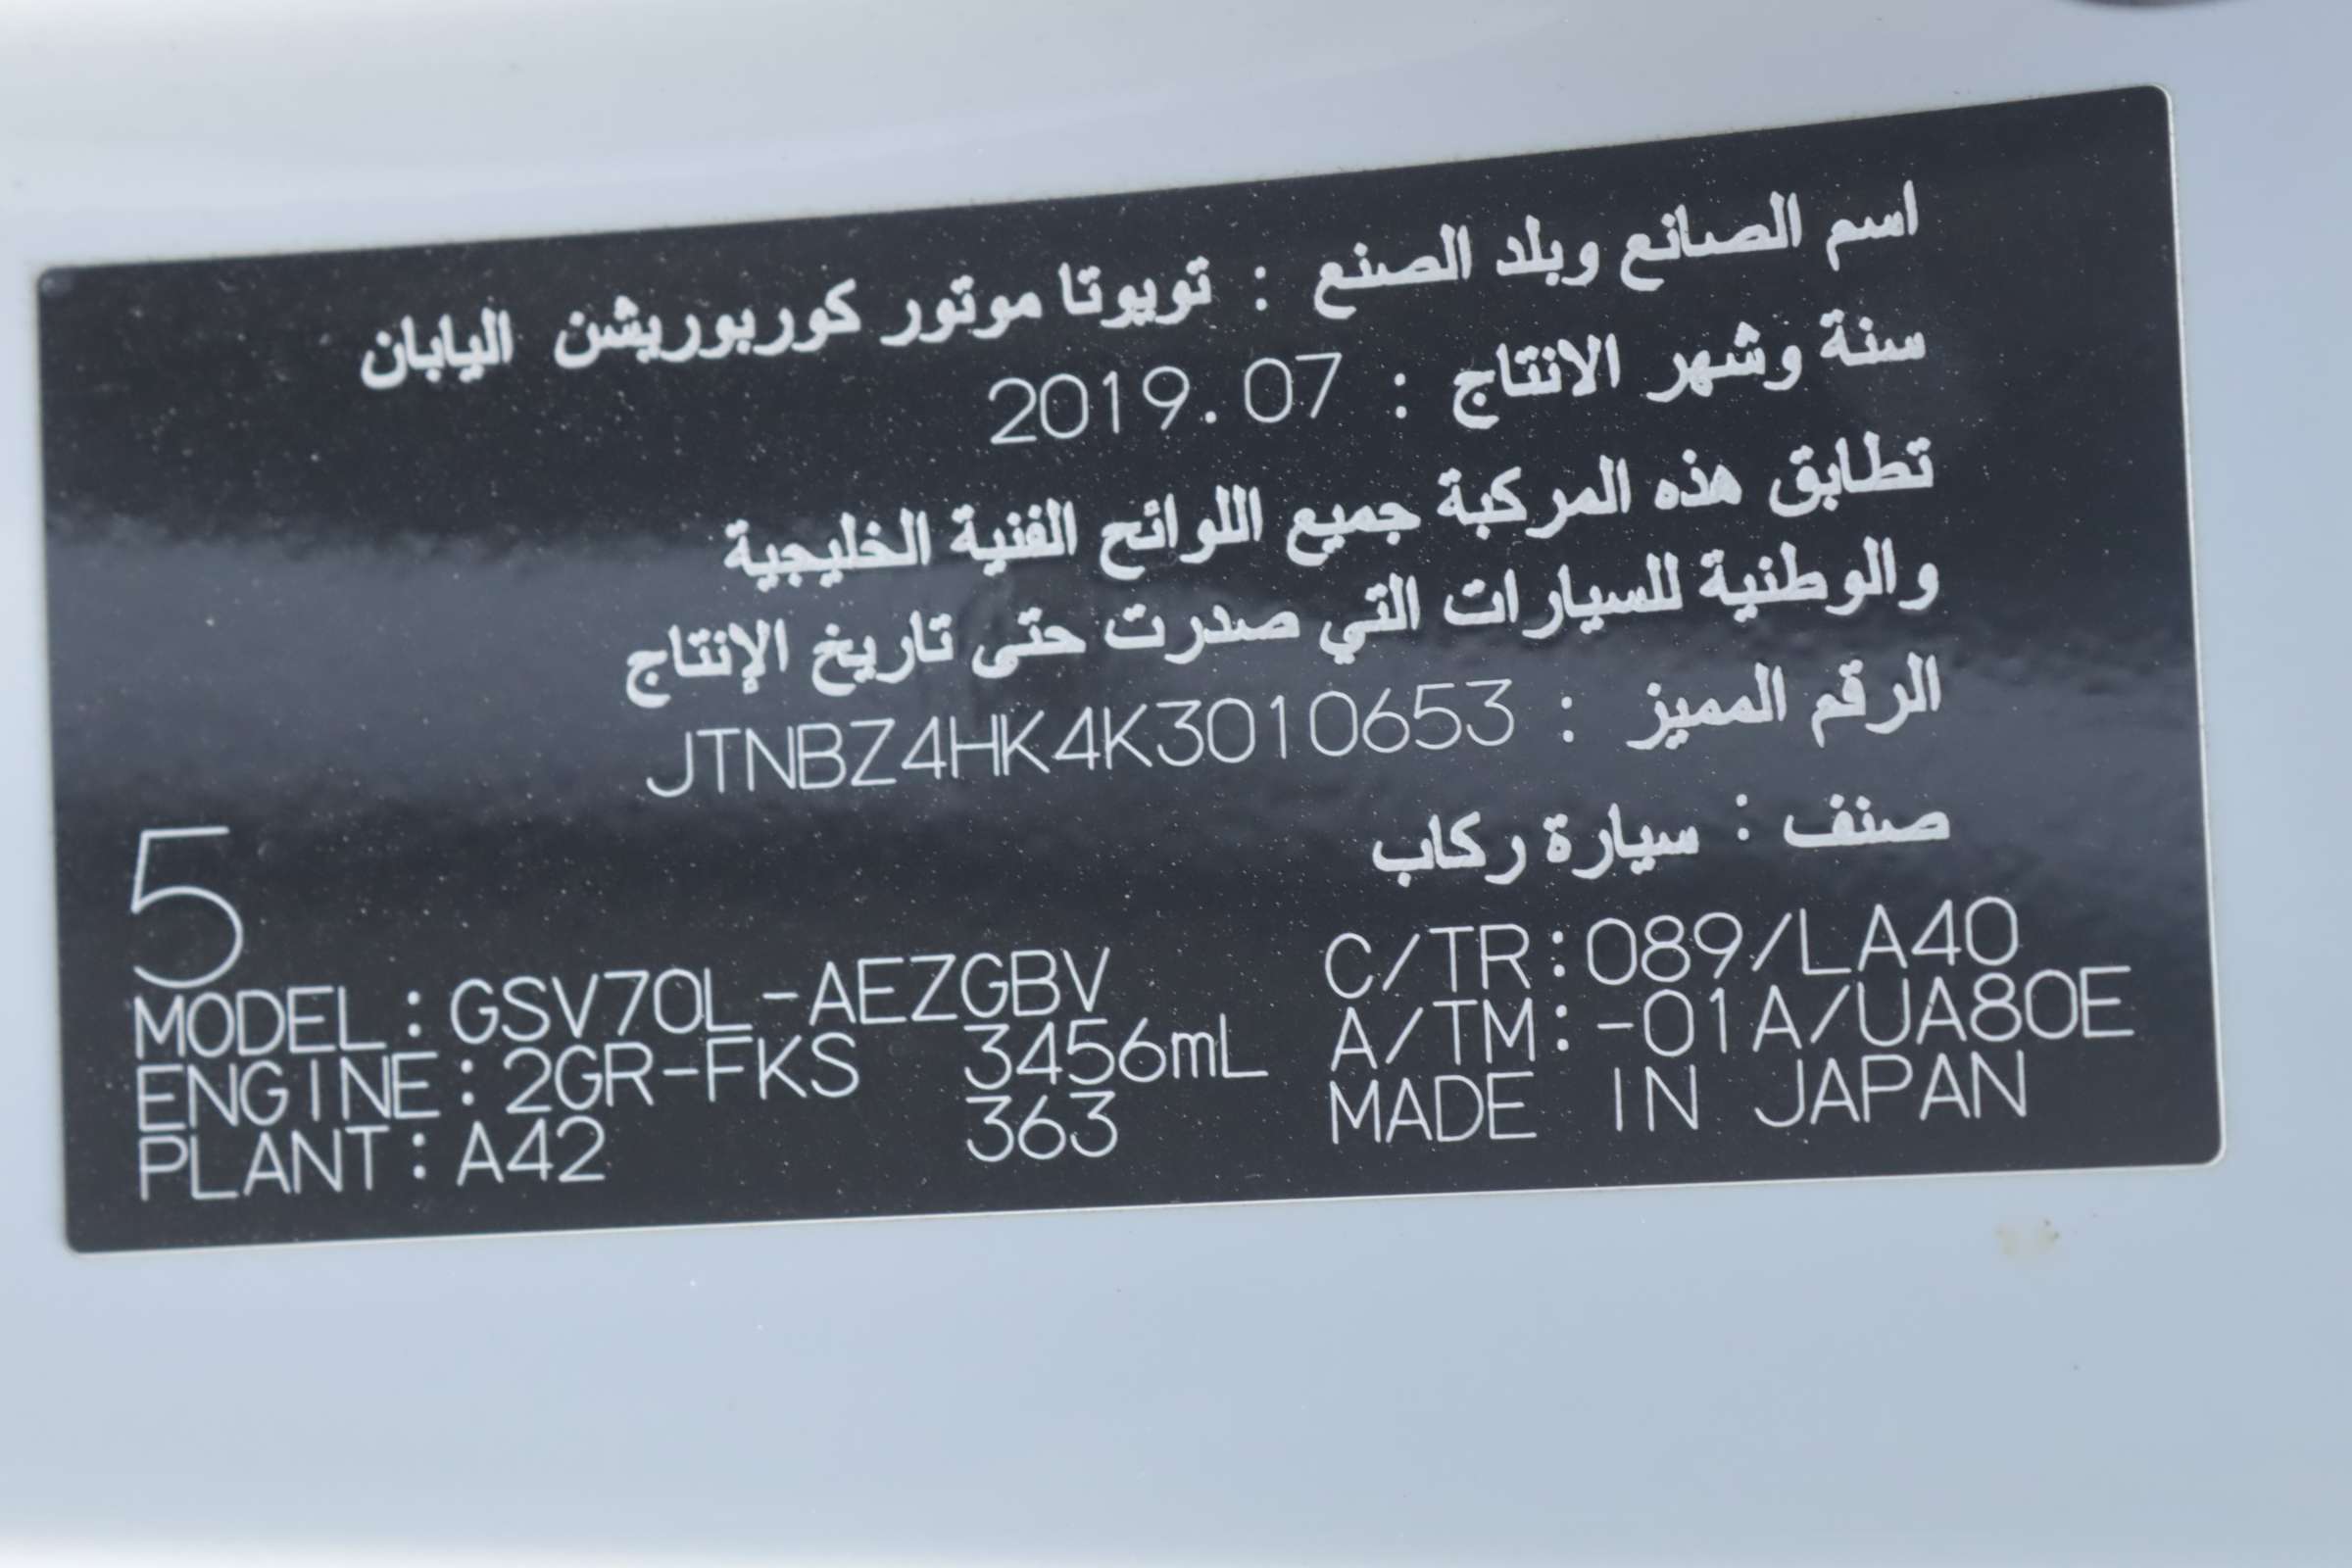 اسم الصانع وبلد الصنع : تويوتا موتور كوربوريشن اليابان
سنة وشهر الانتاج : 2019.07
تطابق هذه المركبة جميع اللوائح الفنية الخليجية
والوطنية للسيارات التي صدرت حتى تاريخ الإنتاج
الرقم المميز : JTNBZ4HK4K3010653
صنف : سيارة ركاب
5
MODEL:GSV70L-AEZGBV C/TR:089/LA40
ENGINE:2GR-FKS 3456mL A/TM:-01A/UA80E
PLANT:A42 363 MADE IN JAPAN